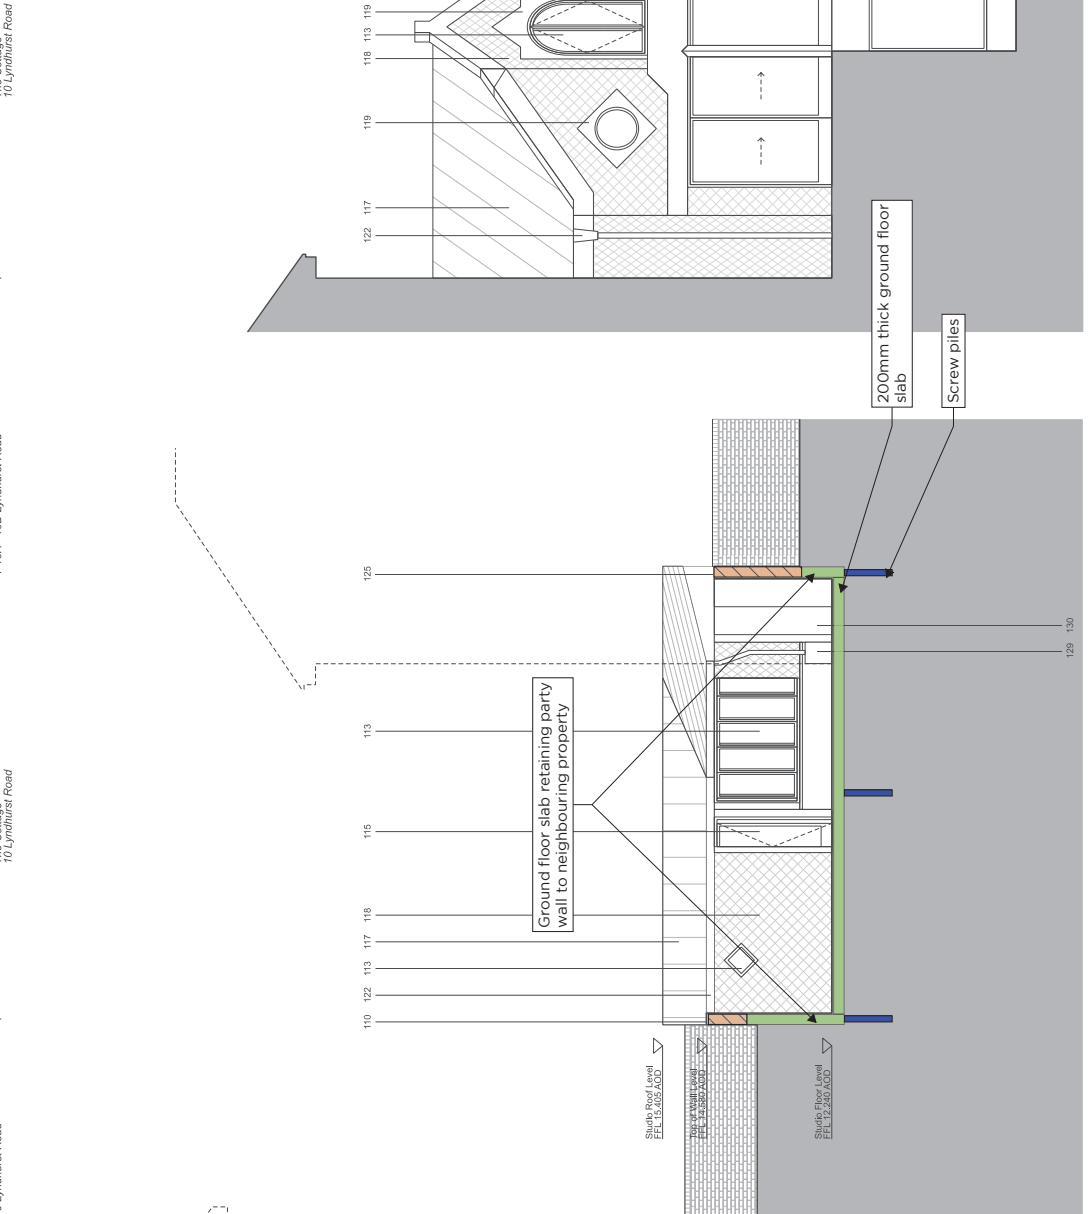 10 Lyndhurst Road
10 Lyndhurst Road
119
113
118
119
117
122
200mm thick ground floor
slab
Screw piles
125
113
115
118
117
113
122
110
130
129
Ground floor slab retaining party
wall to neighbouring property
Studio Roof Level
FFL 15.405 AOD
Top of Wall Level
FFL 14.580 AOD
Studio Floor Level
FFL 12.240 AOD